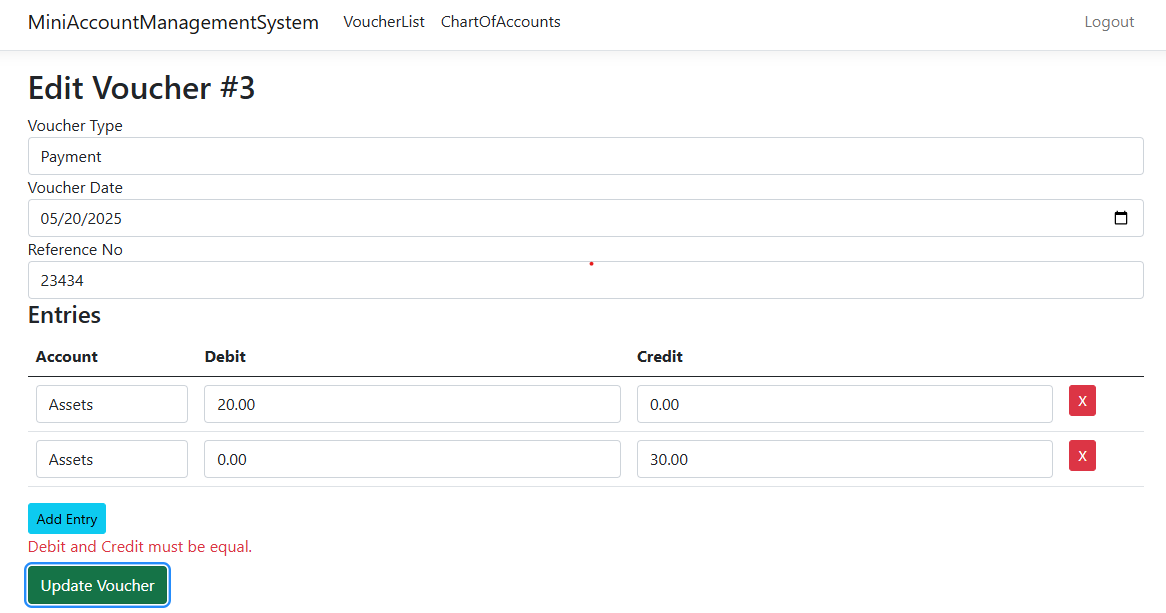 MiniAccountManagementSystem VoucherList ChartOfAccounts Logout
Edit Voucher #3
Voucher Type
Payment
Voucher Date
05/20/2025
Reference No
23434
Entries
Account Debit Credit
Assets 20.00 0.00 X
Assets 0.00 30.00 X
Add Entry
Debit and Credit must be equal.
Update Voucher